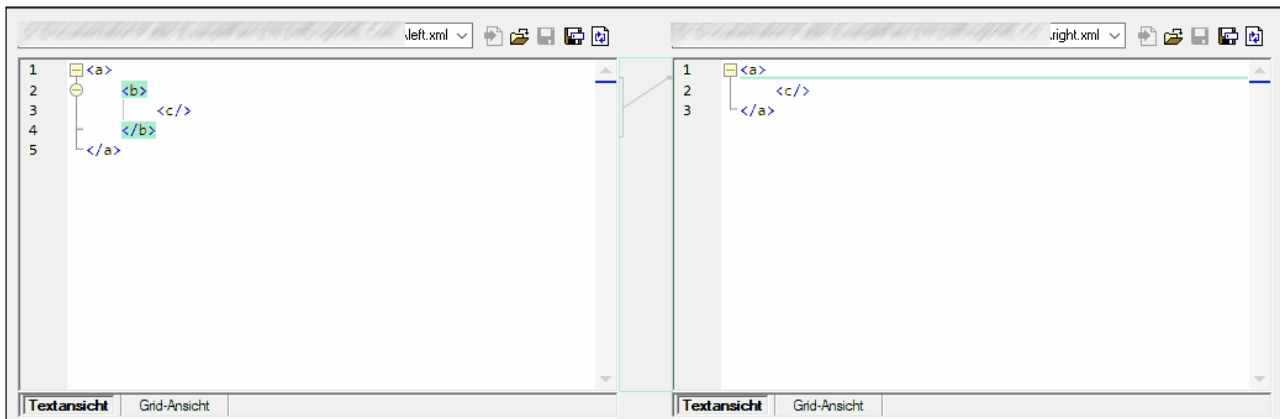 \left.xml
1 <a>
2 <b>
3 <c/>
4 </b>
5 </a>
Textansicht Grid-Ansicht
\right.xml
1 <a>
2 <c/>
3 </a>
Textansicht Grid-Ansicht